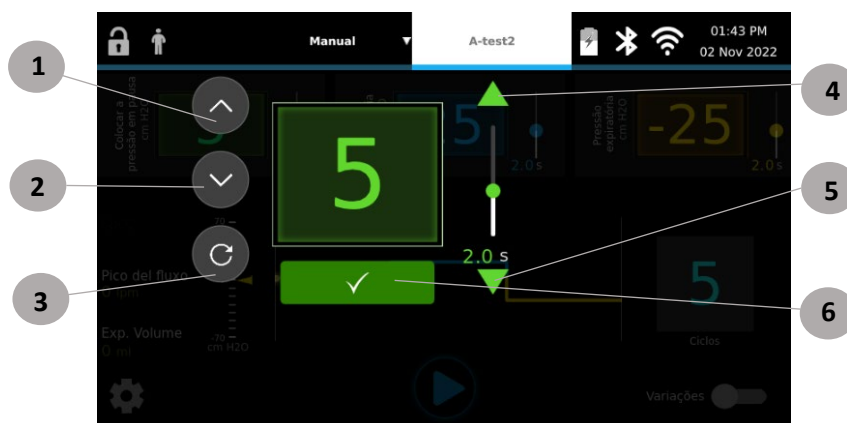 Manual
A-test2
01:43 PM
02 Nov 2022
1
2
3
4
5
6
Colocar a
pressão em pausa
cm H2O
5
5
2.0 s
25
2.0 s
Pressão
expiratória
cm H2O
-25
2.0 s
70
Pico del fluxo
0 lpm
Exp. Volume
0 ml
-70
cm H2O
5
Ciclos
Variações